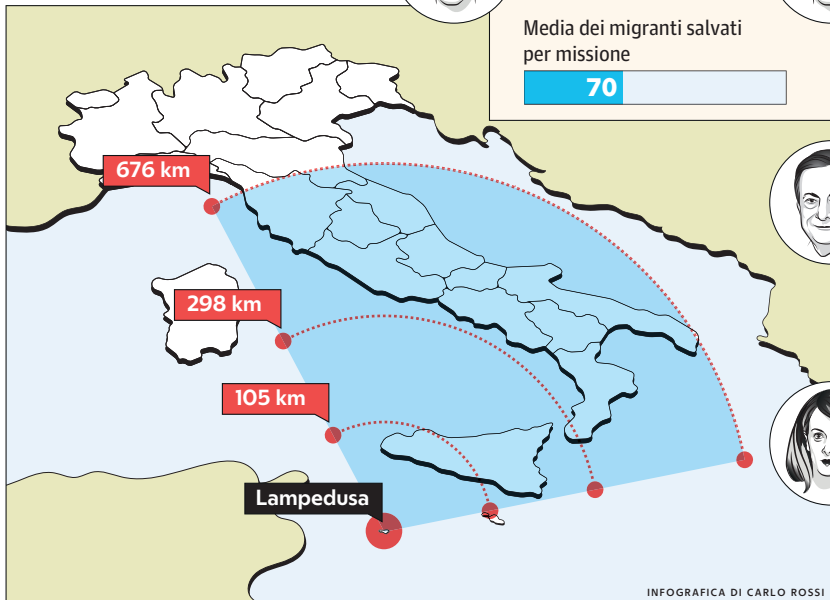 Media dei migranti salvati
per missione
70
676 km
298 km
105 km
Lampedusa
INFOGRAFICA DI CARLO ROSSI